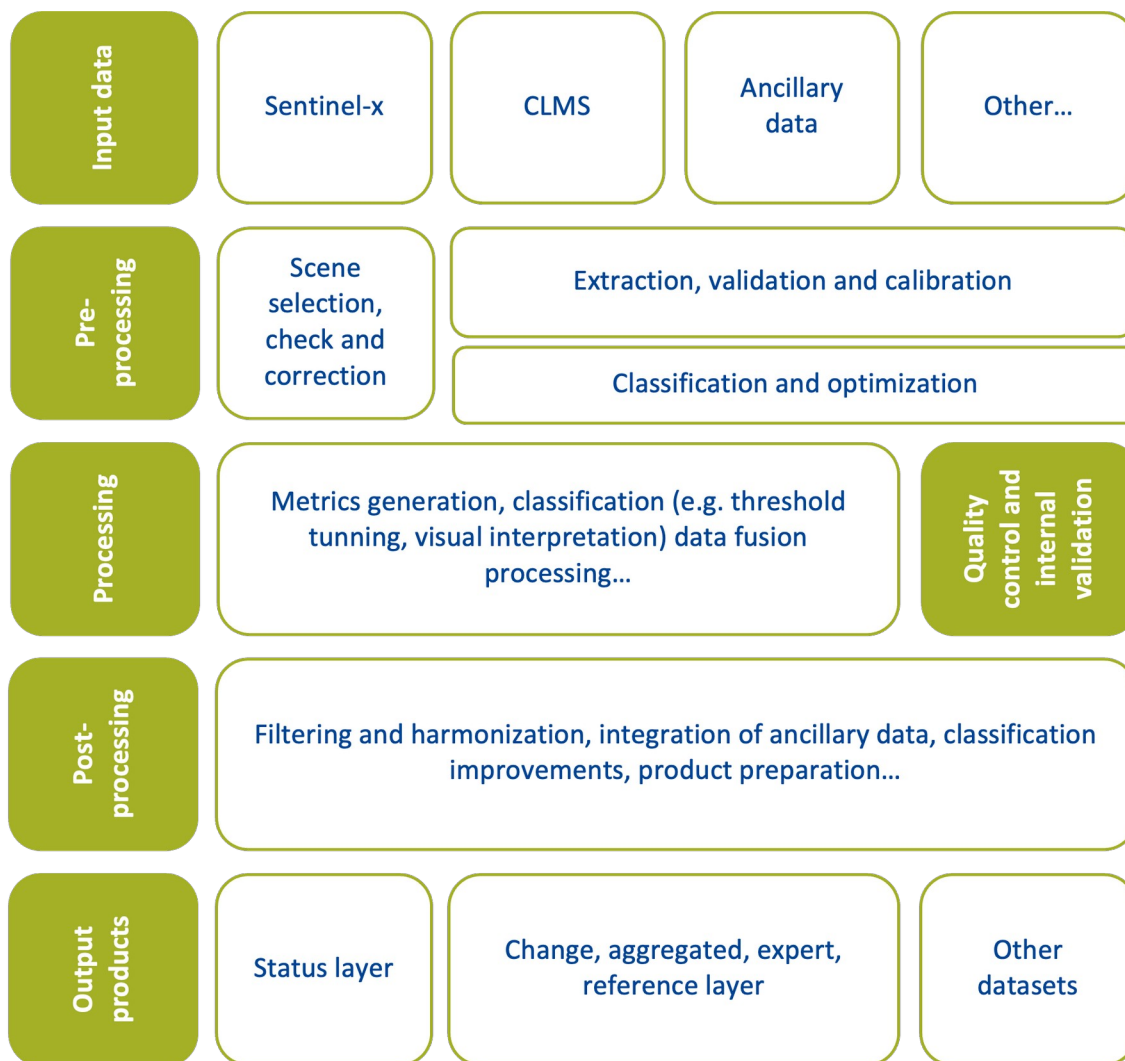 Input data
Sentinel-x
CLMS
Ancillary
data
Other...
Pre-
processing
Scene
selection,
check and
correction
Extraction, validation and calibration
Classification and optimization
Processing
Metrics generation, classification (e.g. threshold
tunning, visual interpretation) data fusion
processing...
Quality
control and
internal
validation
Post-
processing
Filtering and harmonization, integration of ancillary data, classification
improvements, product preparation...
Output
products
Status layer
Change, aggregated, expert,
reference layer
Other
datasets